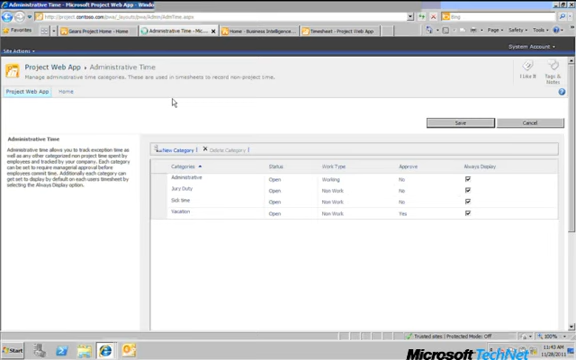 Administrative Time - Microsoft Project Web App - Windo
http://project.contoso.com/pwa/_layouts/pwa/Admin/AdmTime.aspx
Bing
Favorites
Gears Project Home - Home
Administrative Time - Mic...
Home - Business Intelligence...
Timesheet - Project Web App
Page
Safety
Tools
Site Actions
System Account
Project Web App ▸ Administrative Time
Manage administrative time categories. These are used in timesheets to record non-project time.
I Like It
Tags & Notes
Project Web App
Home
Save
Cancel
Administrative Time
Administrative time allows you to track exception time as
well as any other categorized non project time spent by
employees and tracked by your company. Each category
can be set to require managerial approval before
employees commit time. Additionally each category can
get set to display by default on each users timesheet by
selecting the Always Display option.
New Category
Delete Category
Categories
Status
Work Type
Approve
Always Display
Administrative
Open
Working
No
Jury Duty
Open
Non Work
No
Sick time
Open
Non Work
No
Vacation
Open
Non Work
Yes
Trusted sites | Protected Mode: Off
100%
Start
11:45 AM
11/28/2011
Microsoft TechNet